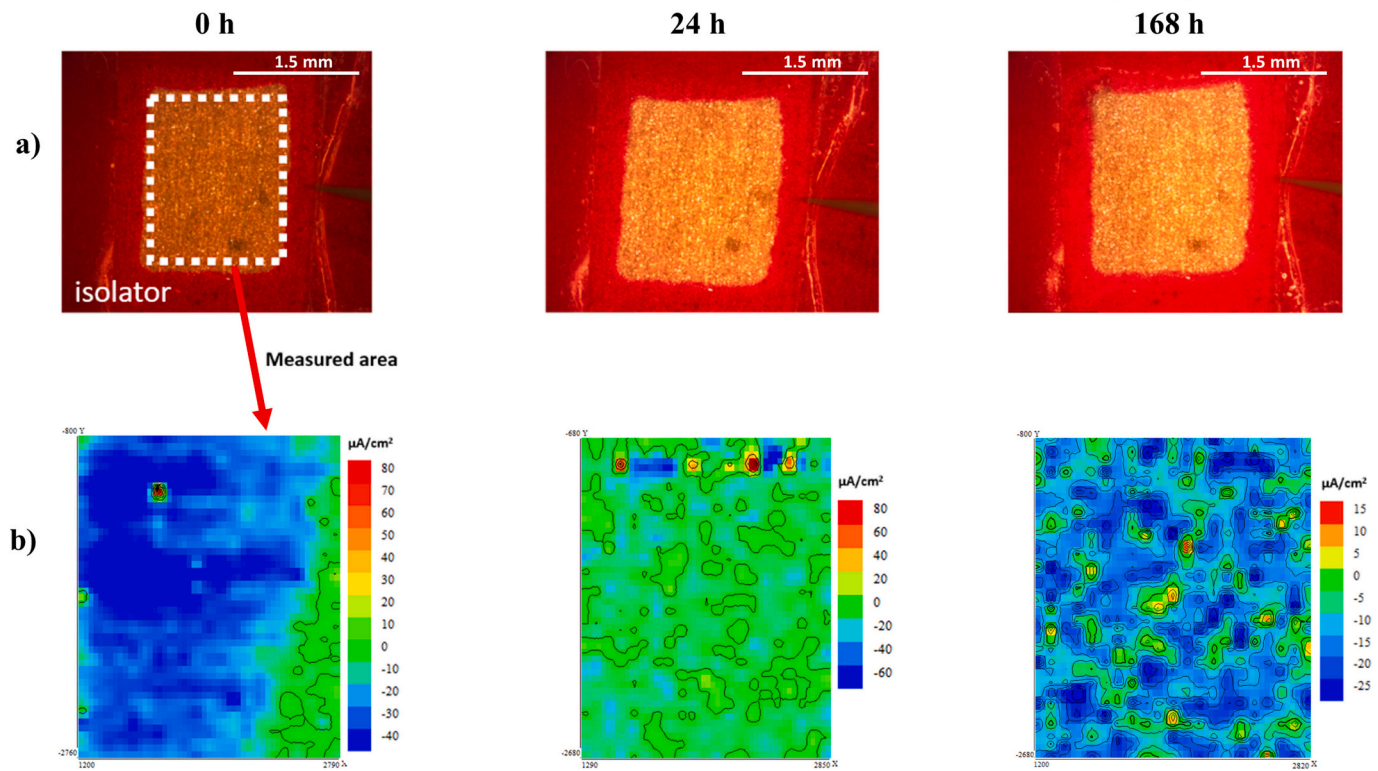 0 h
24 h
168 h
a)
1.5 mm
1.5 mm
1.5 mm
isolator
Measured area
b)
-800 Y
-2760
1200
2790 X
µA/cm²
80
70
60
50
40
30
20
10
0
-10
-20
-30
-40
-680 Y
-2680
1290
2850 X
µA/cm²
80
60
40
20
0
-20
-40
-60
-800 Y
-2680
1200
2820 X
µA/cm²
15
10
5
0
-5
-10
-15
-20
-25